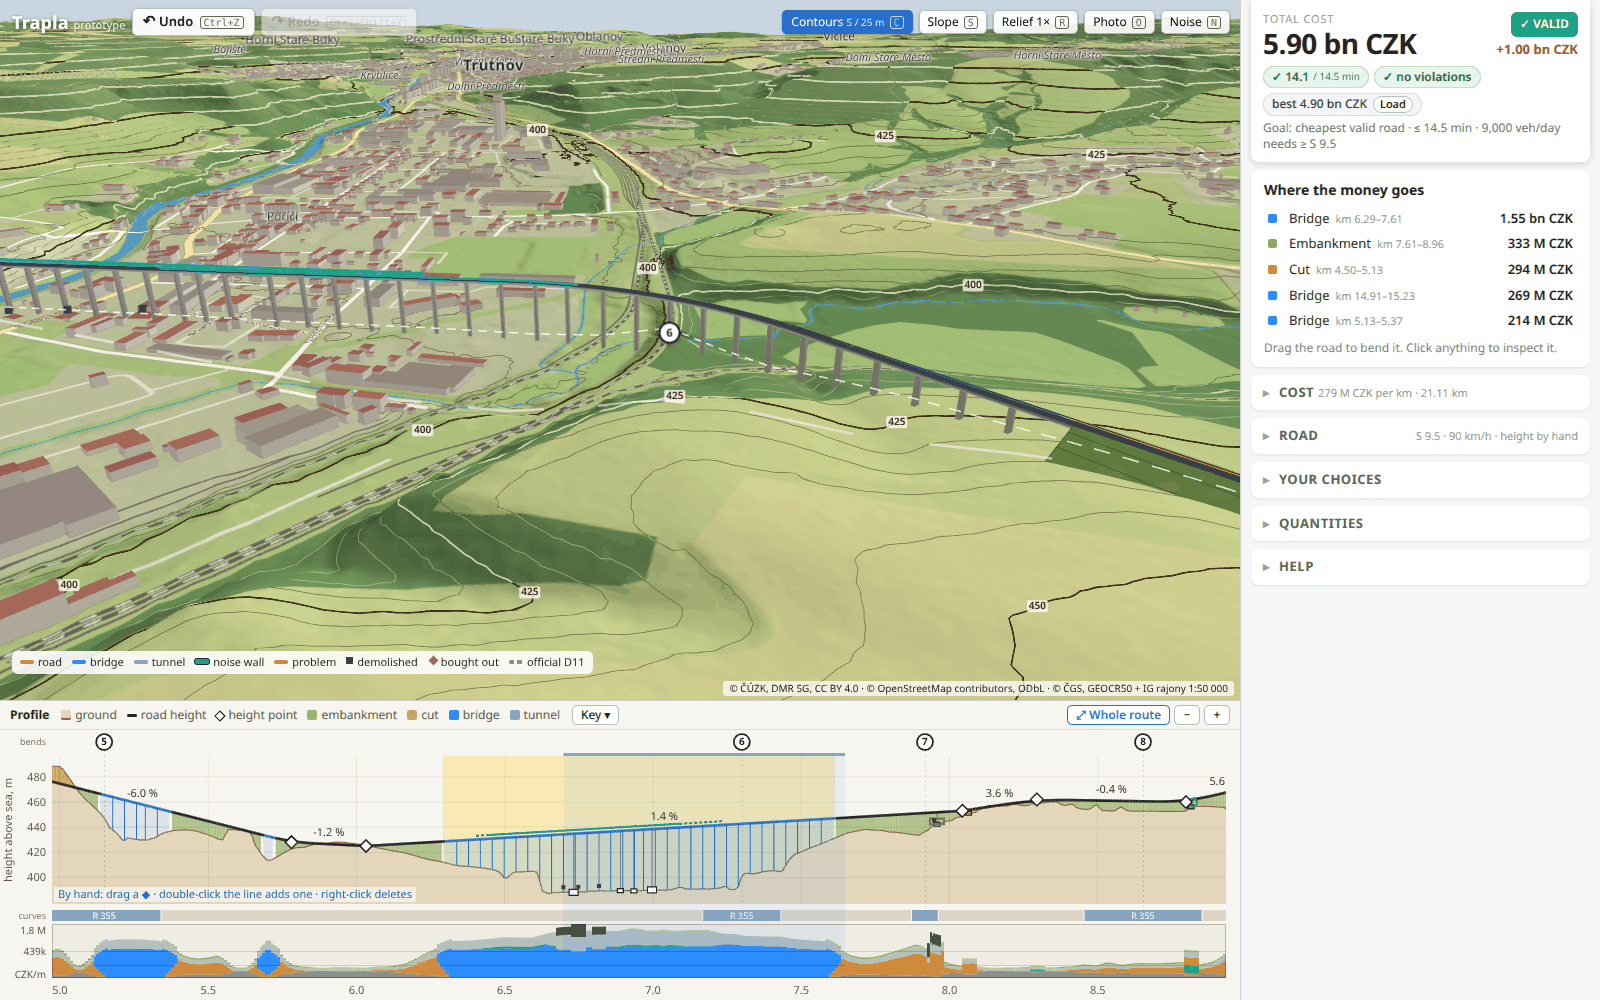 Trapla prototype
↶ Undo Ctrl+Z
↷ Redo Ctrl+Shift+Z
Contours 5 / 25 m C
Slope S
Relief 1× R
Photo O
Noise N
Bojiště
Horní Staré Buky
Prostřední Staré Buky
Oblanov
Horní Předměstí
Volanov
Střední Předměstí
Vlčice
Dolní Staré Město
Horní Staré Město
Kryblice
Trutnov
Dolní Předměstí
Poříčí
400
425
425
400
400
425
425
400
400
425
450
6
road
bridge
tunnel
noise wall
problem
demolished
bought out
official D11
© ČÚZK, DMR 5G, CC BY 4.0 · © OpenStreetMap contributors, ODbL · © ČGS, GEOCR50 + IG rajony 1:50 000
TOTAL COST
5.90 bn CZK
✓ VALID
+1.00 bn CZK
✓ 14.1 / 14.5 min
✓ no violations
best 4.90 bn CZK Load
Goal: cheapest valid road · ≤ 14.5 min · 9,000 veh/day
needs ≥ S 9.5
Where the money goes
Bridge km 6.29–7.61 1.55 bn CZK
Embankment km 7.61–8.96 333 M CZK
Cut km 4.50–5.13 294 M CZK
Bridge km 14.91–15.23 269 M CZK
Bridge km 5.13–5.37 214 M CZK
Drag the road to bend it. Click anything to inspect it.
▸ COST 279 M CZK per km · 21.11 km
▸ ROAD S 9.5 · 90 km/h · height by hand
▸ YOUR CHOICES
▸ QUANTITIES
▸ HELP
Profile
ground
road height
height point
embankment
cut
bridge
tunnel
Key ▾
⤢ Whole route
−
+
bends
5
6
7
8
height above sea, m
480
460
440
420
400
-6.0 %
-1.2 %
1.4 %
3.6 %
-0.4 %
5.6
By hand: drag a ◆ · double-click the line adds one · right-click deletes
curves
R 355
R 355
R 355
1.8 M
439k
CZK/m
5.0
5.5
6.0
6.5
7.0
7.5
8.0
8.5